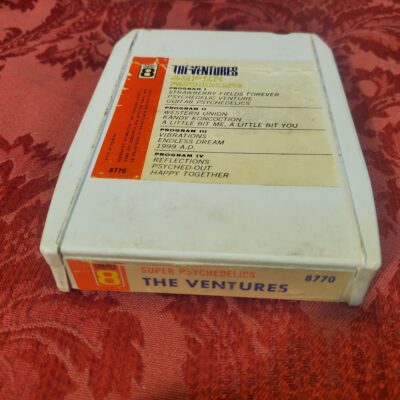 8
THE VENTURES
SUPER
PSYCHEDELICS
PROGRAM I
STRAWBERRY FIELDS FOREVER
PSYCHEDELIC VENTURE
GUITAR PSYCHEDELICS
PROGRAM II
WESTERN UNION
KANDY KONCOCTION
A LITTLE BIT ME, A LITTLE BIT YOU
PROGRAM III
VIBRATIONS
ENDLESS DREAM
1999 A.D.
PROGRAM IV
REFLECTIONS
PSYCHED-OUT
HAPPY TOGETHER
8770
8
SUPER PSYCHEDELICS
THE VENTURES
8770